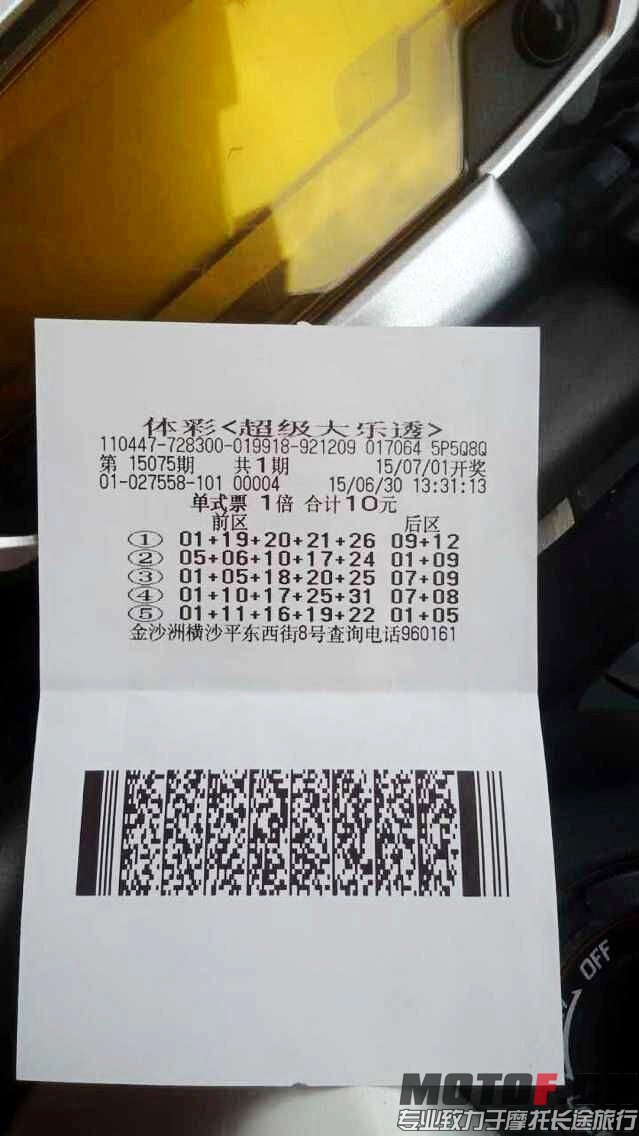 体彩<超级大乐透>
110447-728300-019918-921209 017064 5P5Q8Q
第 15075期 共1期 15/07/01开奖
01-027558-101 00004 15/06/30 13:31:13
单式票 1倍 合计10元
前区 后区
① 01+19+20+21+26 09+12
② 05+06+10+17+24 01+09
③ 01+05+18+20+25 07+09
④ 01+10+17+25+31 07+08
⑤ 01+11+16+19+22 01+05
金沙洲横沙平东西街8号查询电话960161
OFF
MOTOF
专业致力于摩托长途旅行